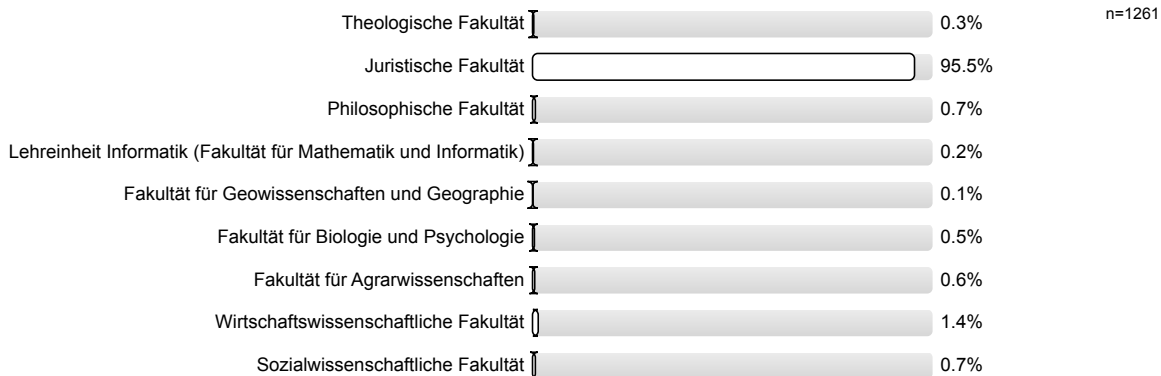 Theologische Fakultät 0.3% n=1261
Juristische Fakultät 95.5%
Philosophische Fakultät 0.7%
Lehreinheit Informatik (Fakultät für Mathematik und Informatik) 0.2%
Fakultät für Geowissenschaften und Geographie 0.1%
Fakultät für Biologie und Psychologie 0.5%
Fakultät für Agrarwissenschaften 0.6%
Wirtschaftswissenschaftliche Fakultät 1.4%
Sozialwissenschaftliche Fakultät 0.7%